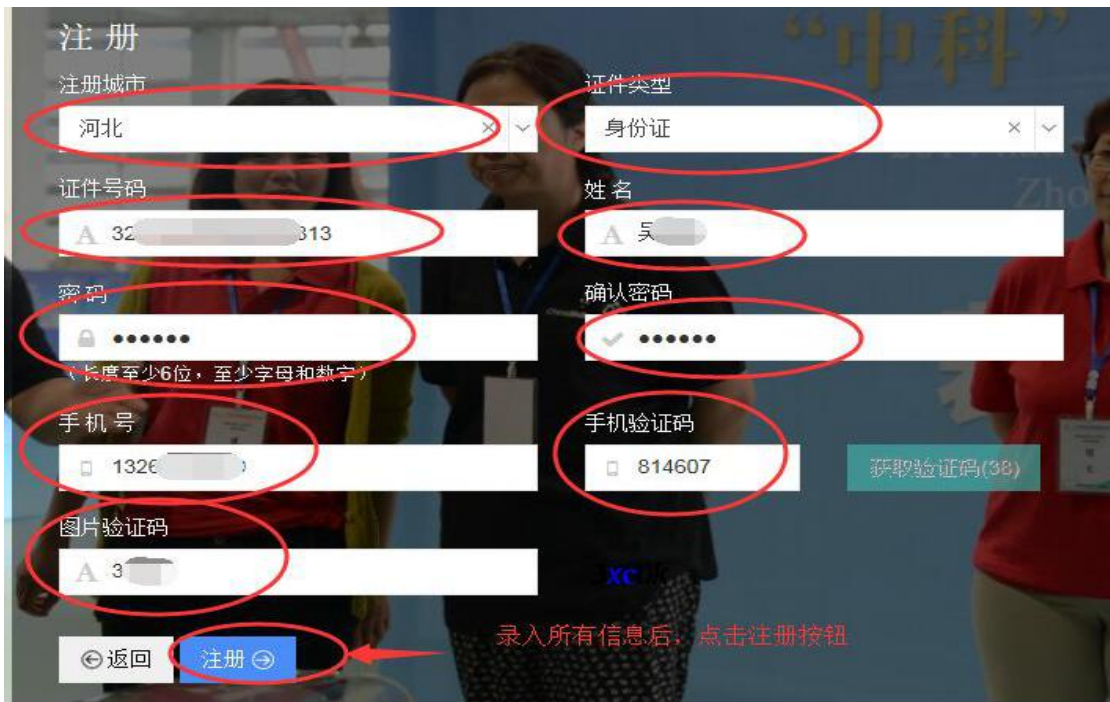 注 册
“中科”
注册城市
证件类型
河北
身份证
证件号码
姓 名
Zho
32 313
吴
密 码
确认密码
••••••
••••••
(长度至少6位，至少字母和数字)
手 机 号
手机验证码
1326
814607
获取验证码(38)
图片验证码
3
3xc
返回
注册
录入所有信息后，点击注册按钮